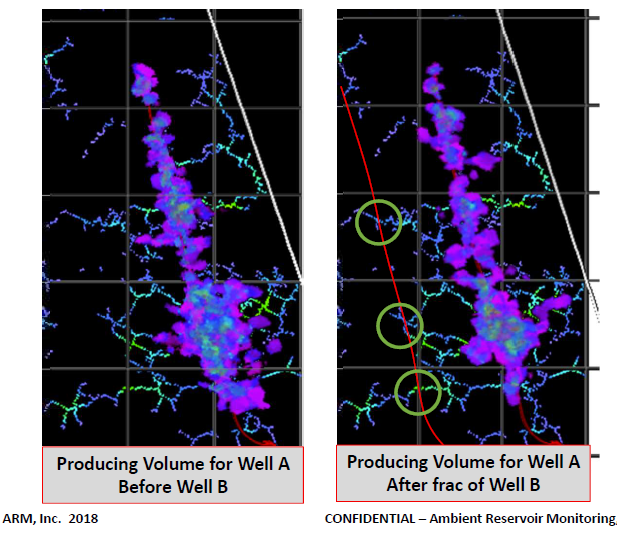 Producing Volume for Well A
Before Well B
Producing Volume for Well A
After frac of Well B
ARM, Inc.  2018
CONFIDENTIAL – Ambient Reservoir Monitoring,